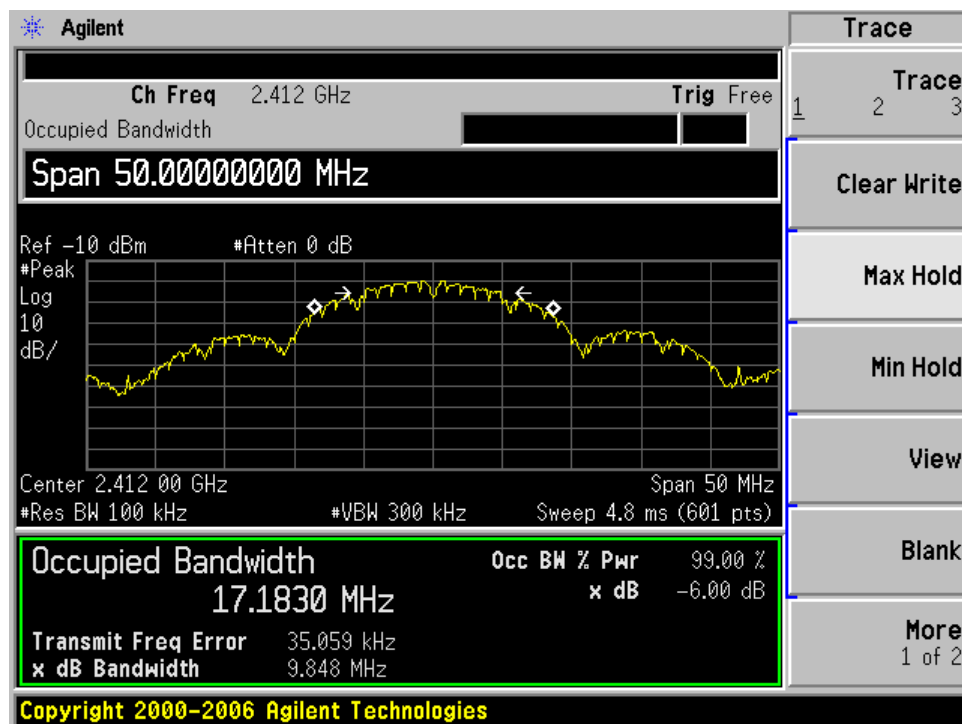 Agilent
Trace
Ch Freq 2.412 GHz Trig Free
Occupied Bandwidth
Span 50.00000000 MHz
Ref -10 dBm #Atten 0 dB
#Peak
Log
10
dB/
Center 2.412 00 GHz Span 50 MHz
#Res BW 100 kHz #VBW 300 kHz Sweep 4.8 ms (601 pts)
Occupied Bandwidth
17.1830 MHz
Occ BW % Pwr 99.00 %
x dB -6.00 dB
Transmit Freq Error 35.059 kHz
x dB Bandwidth 9.848 MHz
Trace
1 2 3
Clear Write
Max Hold
Min Hold
View
Blank
More
1 of 2
Copyright 2000-2006 Agilent Technologies